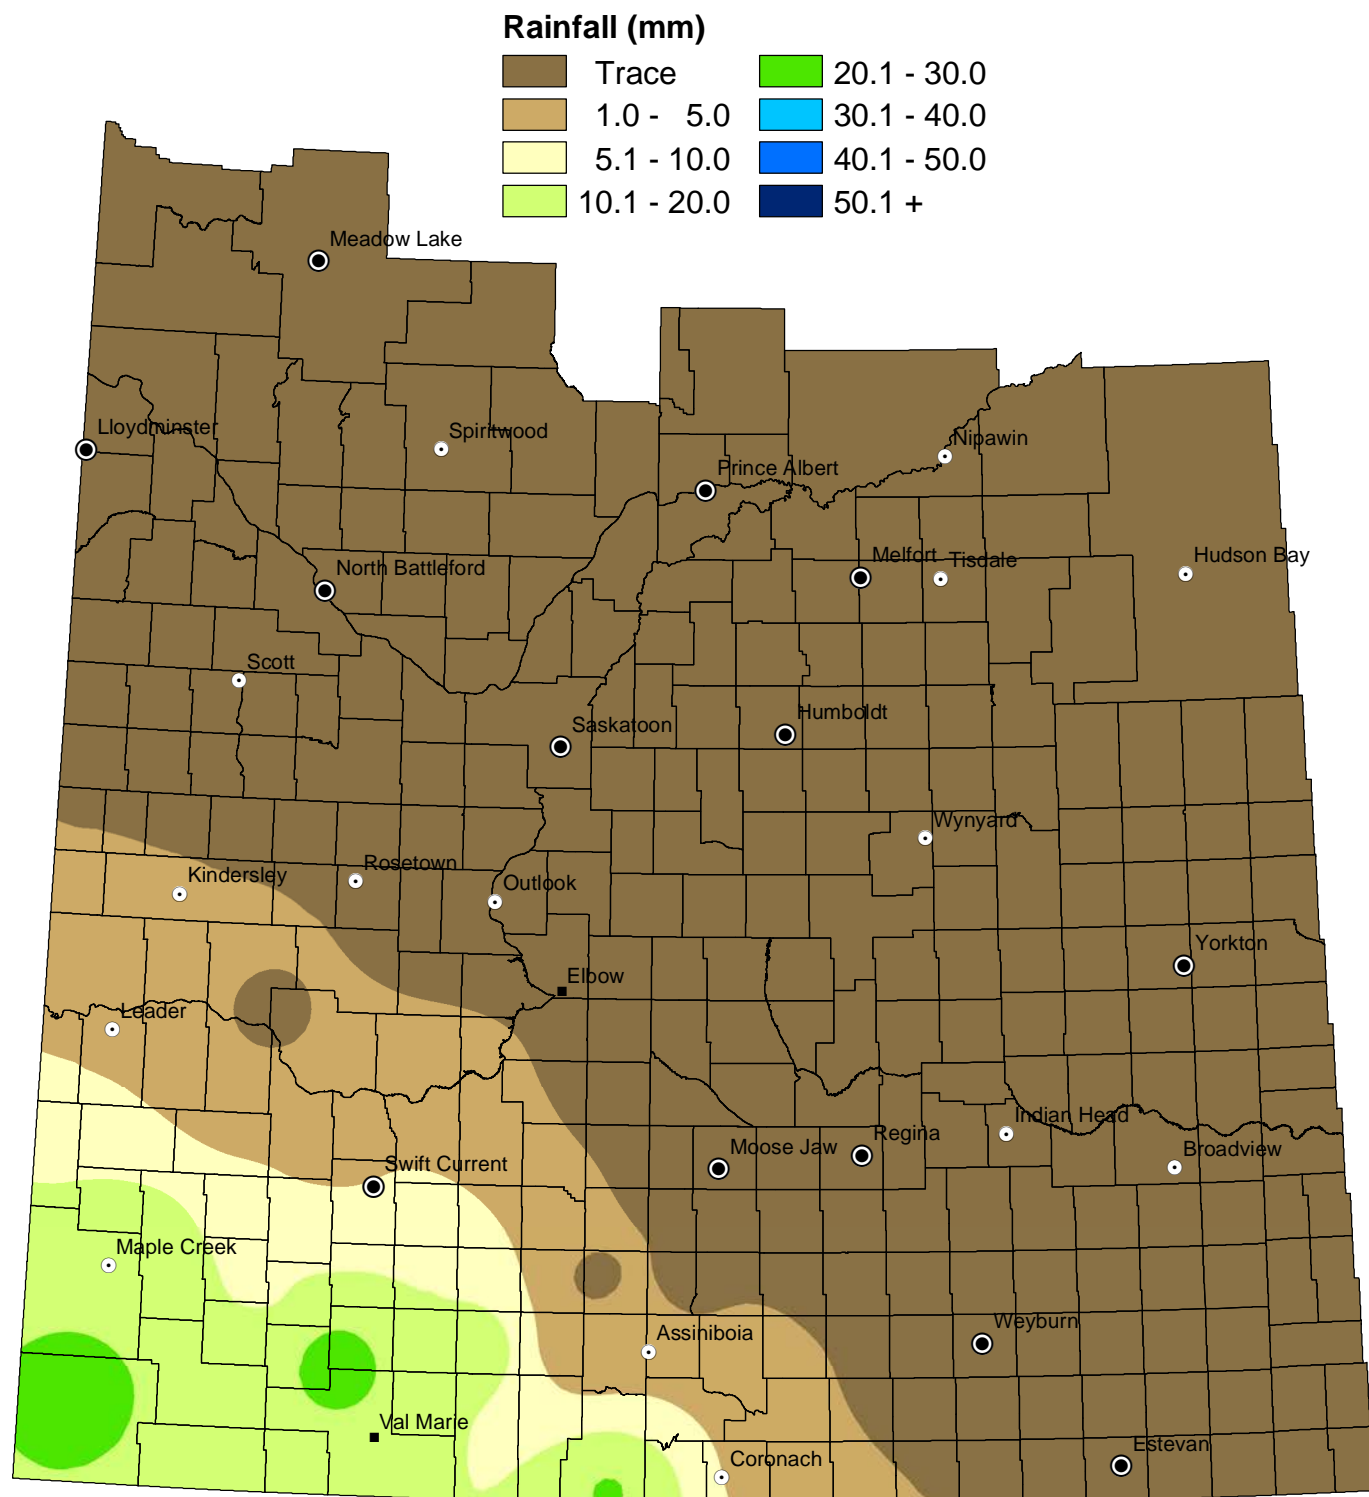 Rainfall (mm)
Trace
20.1 - 30.0
1.0 - 5.0
30.1 - 40.0
5.1 - 10.0
40.1 - 50.0
10.1 - 20.0
50.1 +
Meadow Lake
Lloydminster
Spiritwood
Nipawin
Prince Albert
Melfort
Tisdale
Hudson Bay
North Battleford
Scott
Saskatoon
Humboldt
Wynyard
Rosetown
Kindersley
Outlook
Yorkton
Elbow
Leader
Indian Head
Regina
Moose Jaw
Broadview
Swift Current
Maple Creek
Weyburn
Assiniboia
Val Marie
Estevan
Coronach